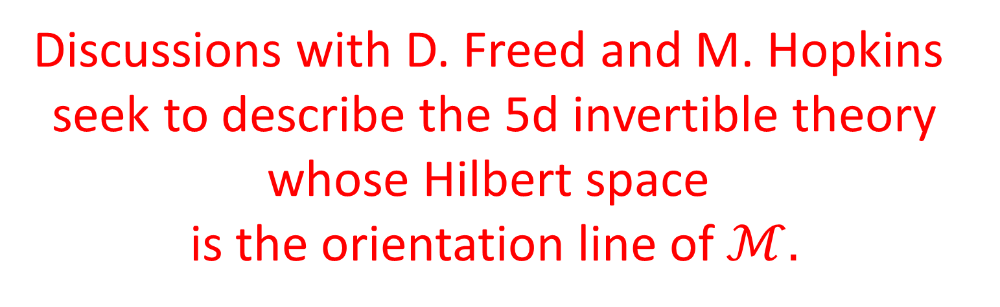 Discussions with D. Freed and M. Hopkins
seek to describe the 5d invertible theory
whose Hilbert space
is the orientation line of ℳ.